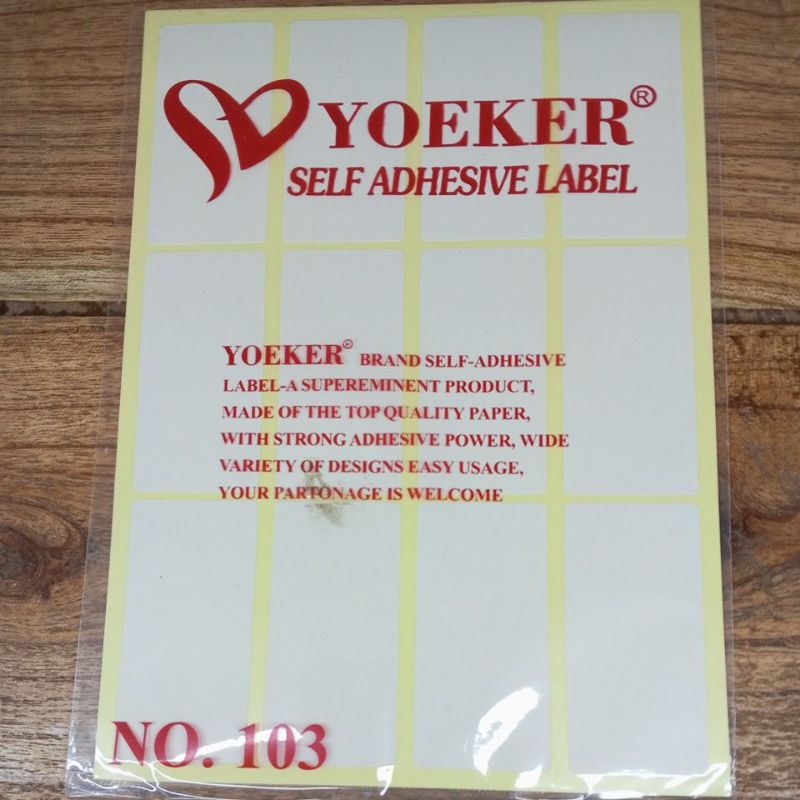 YOEKER®
SELF ADHESIVE LABEL
YOEKER® BRAND SELF-ADHESIVE
LABEL-A SUPEREMINENT PRODUCT,
MADE OF THE TOP QUALITY PAPER,
WITH STRONG ADHESIVE POWER, WIDE
VARIETY OF DESIGNS EASY USAGE,
YOUR PARTONAGE IS WELCOME
NO. 103